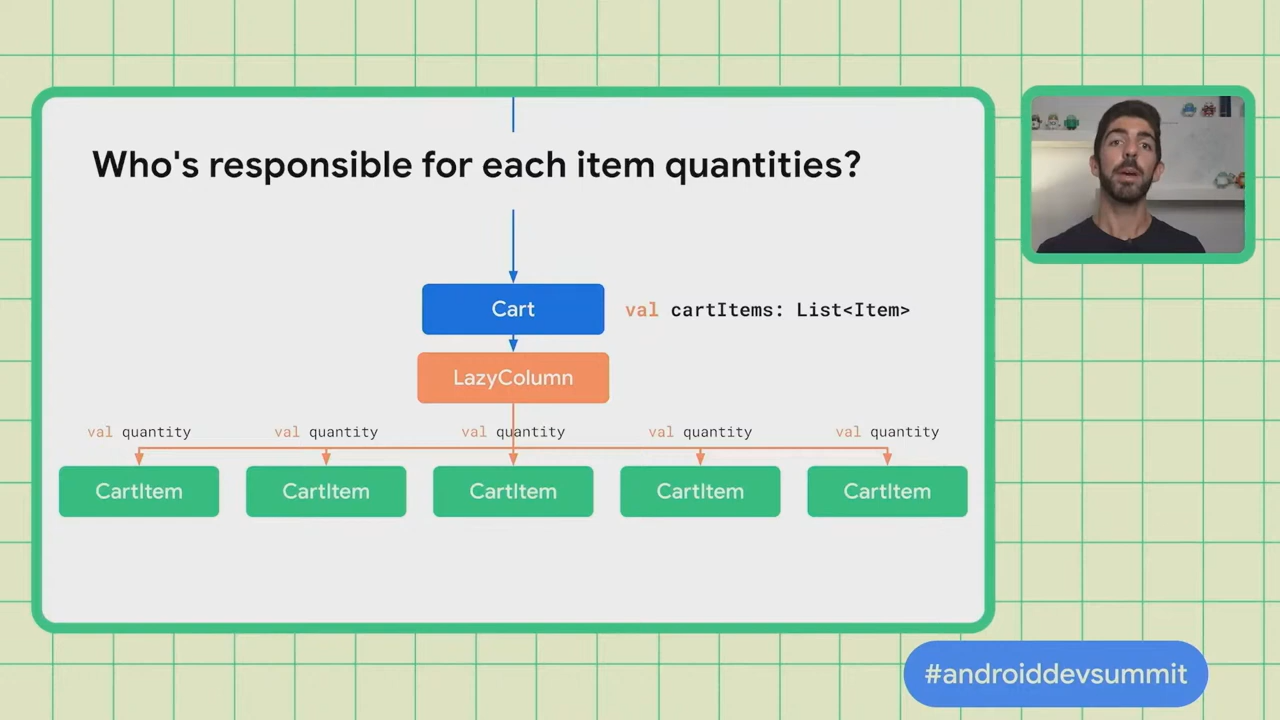 Who's responsible for each item quantities?
Cart
val cartItems: List<Item>
LazyColumn
val quantity
val quantity
val quantity
val quantity
val quantity
CartItem
CartItem
CartItem
CartItem
CartItem
#androiddevsummit